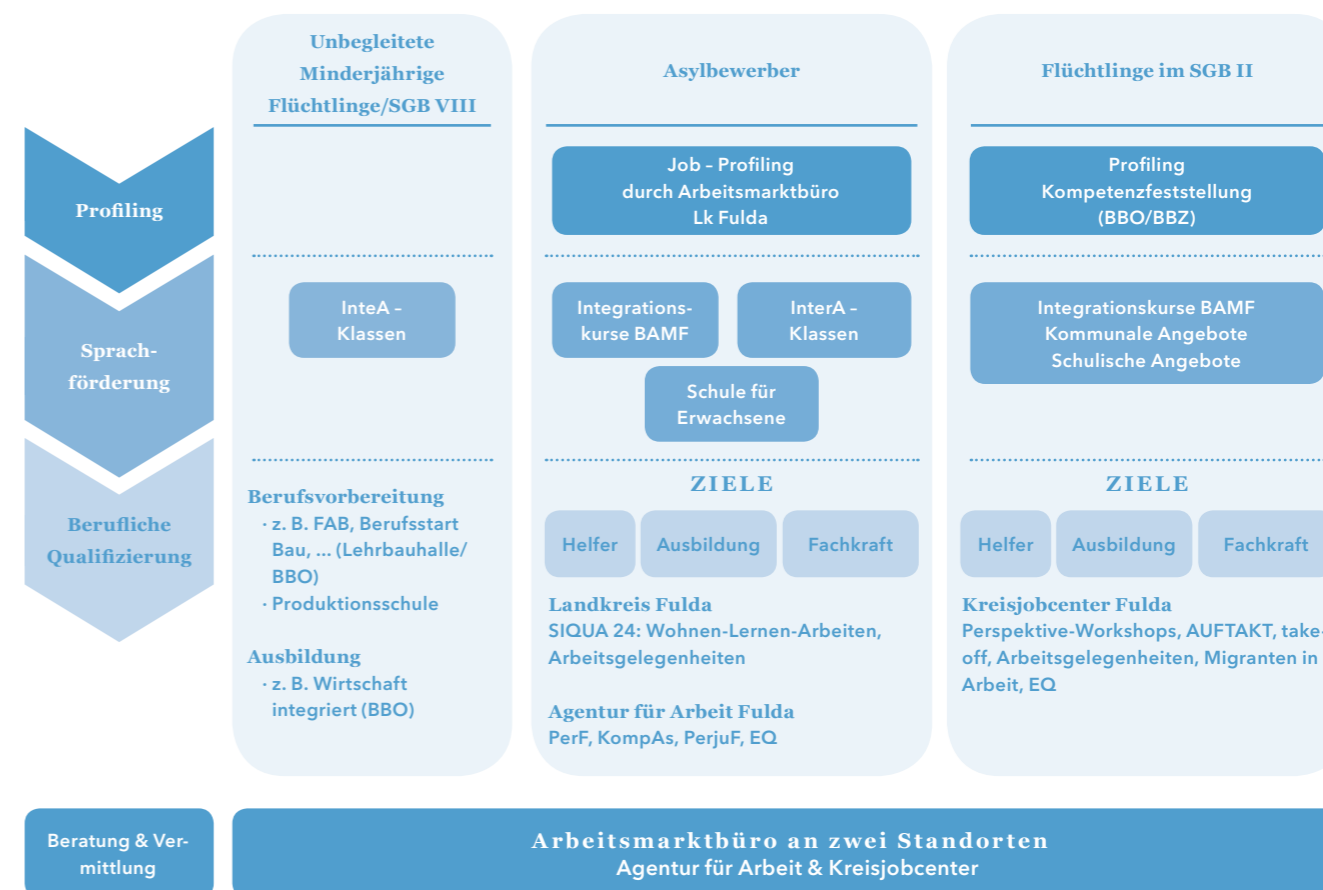 Unbegleitete
Minderjährige
Flüchtlinge/SGB VIII
Asylbewerber
Flüchtlinge im SGB II
Profiling
Job – Profiling
durch Arbeitsmarktbüro
Lk Fulda
Profiling
Kompetenzfeststellung
(BBO/BBZ)
Sprach-
förderung
InteA –
Klassen
Integrations-
kurse BAMF
InterA –
Klassen
Schule für
Erwachsene
Integrationskurse BAMF
Kommunale Angebote
Schulische Angebote
Berufliche
Qualifizierung
Berufsvorbereitung
· z. B. FAB, Berufsstart
Bau, ... (Lehrbauhalle/
BBO)
· Produktionsschule
Ausbildung
· z. B. Wirtschaft
integriert (BBO)
ZIELE
Helfer
Ausbildung
Fachkraft
Landkreis Fulda
SIQUA 24: Wohnen-Lernen-Arbeiten,
Arbeitsgelegenheiten
Agentur für Arbeit Fulda
PerF, KompAs, PerjuF, EQ
ZIELE
Helfer
Ausbildung
Fachkraft
Kreisjobcenter Fulda
Perspektive-Workshops, AUFTAKT, take-
off, Arbeitsgelegenheiten, Migranten in
Arbeit, EQ
Beratung & Ver-
mittlung
Arbeitsmarktbüro an zwei Standorten
Agentur für Arbeit & Kreisjobcenter